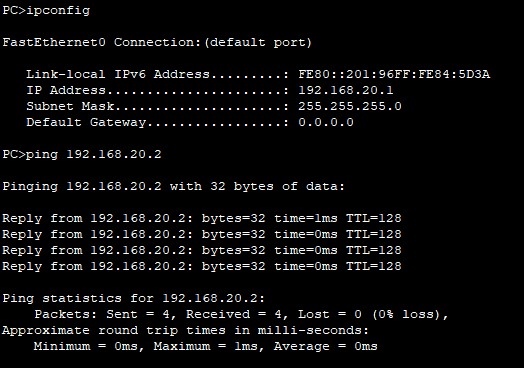 PC>ipconfig
FastEthernet0 Connection:(default port)
Link-local IPv6 Address.........: FE80::201:96FF:FE84:5D3A
IP Address......................: 192.168.20.1
Subnet Mask.....................: 255.255.255.0
Default Gateway.................: 0.0.0.0
PC>ping 192.168.20.2
Pinging 192.168.20.2 with 32 bytes of data:
Reply from 192.168.20.2: bytes=32 time=1ms TTL=128
Reply from 192.168.20.2: bytes=32 time=0ms TTL=128
Reply from 192.168.20.2: bytes=32 time=0ms TTL=128
Reply from 192.168.20.2: bytes=32 time=0ms TTL=128
Ping statistics for 192.168.20.2:
Packets: Sent = 4, Received = 4, Lost = 0 (0% loss),
Approximate round trip times in milli-seconds:
Minimum = 0ms, Maximum = 1ms, Average = 0ms